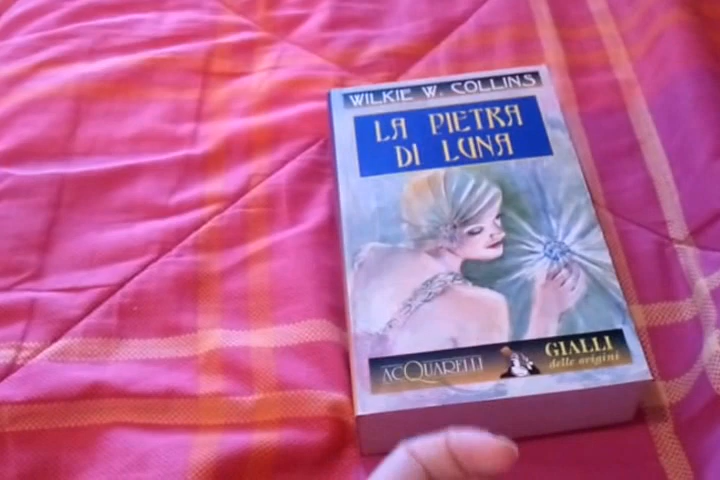 WILKIE W. COLLINS
LA PIETRA
DI LUNA
ACQUARELLI
GIALLI
delle origini